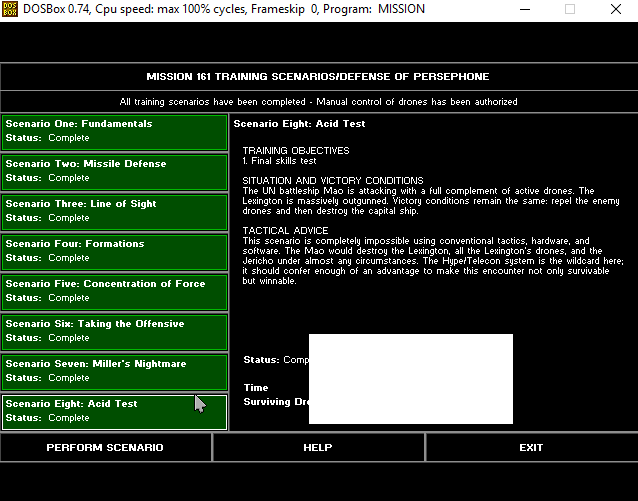 DOS
BOX
DOSBox 0.74, Cpu speed: max 100% cycles, Frameskip 0, Program: MISSION
MISSION 161 TRAINING SCENARIOS/DEFENSE OF PERSEPHONE
All training scenarios have been completed - Manual control of drones has been authorized
Scenario One: Fundamentals
Status: Complete
Scenario Two: Missile Defense
Status: Complete
Scenario Three: Line of Sight
Status: Complete
Scenario Four: Formations
Status: Complete
Scenario Five: Concentration of Force
Status: Complete
Scenario Six: Taking the Offensive
Status: Complete
Scenario Seven: Miller's Nightmare
Status: Complete
Scenario Eight: Acid Test
Status: Complete
Scenario Eight: Acid Test
TRAINING OBJECTIVES
1. Final skills test
SITUATION AND VICTORY CONDITIONS
The UN battleship Mao is attacking with a full complement of active drones. The
Lexington is massively outgunned. Victory conditions remain the same: repel the enemy
drones and then destroy the capital ship.
TACTICAL ADVICE
This scenario is completely impossible using conventional tactics, hardware, and
software. The Mao would destroy the Lexington, all the Lexington's drones, and the
Jericho under almost any circumstances. The Hype/Telecon system is the wildcard here;
it should confer enough of an advantage to make this encounter not only survivable
but winnable.
Status: Comp
Time
Surviving Dr
PERFORM SCENARIO
HELP
EXIT